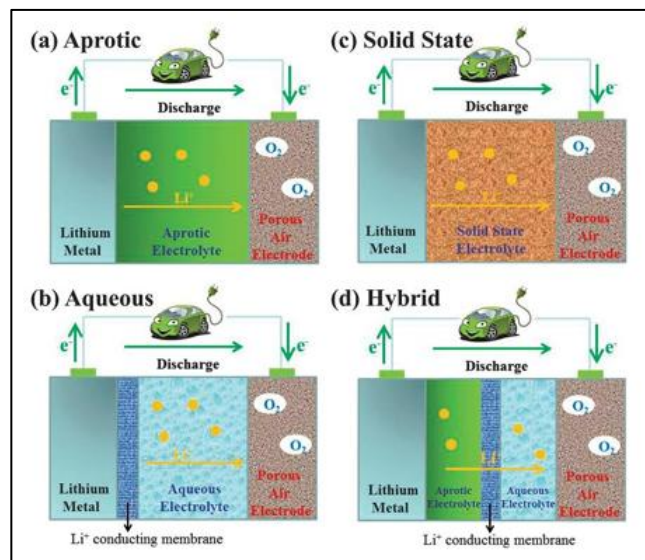 (a) Aprotic
e⁻
e⁻
Discharge
O₂
O₂
Li⁺
Lithium
Metal
Aprotic
Electrolyte
Porous
Air
Electrode
(c) Solid State
e⁻
e⁻
Discharge
O₂
O₂
Li⁺
Lithium
Metal
Solid State
Electrolyte
Porous
Air
Electrode
(b) Aqueous
e⁻
e⁻
Discharge
O₂
O₂
Li⁺
Lithium
Metal
Aqueous
Electrolyte
Porous
Air
Electrode
Li⁺ conducting membrane
(d) Hybrid
e⁻
e⁻
Discharge
O₂
O₂
Li⁺
Lithium
Metal
Aprotic
Electrolyte
Aqueous
Electrolyte
Porous
Air
Electrode
Li⁺ conducting membrane